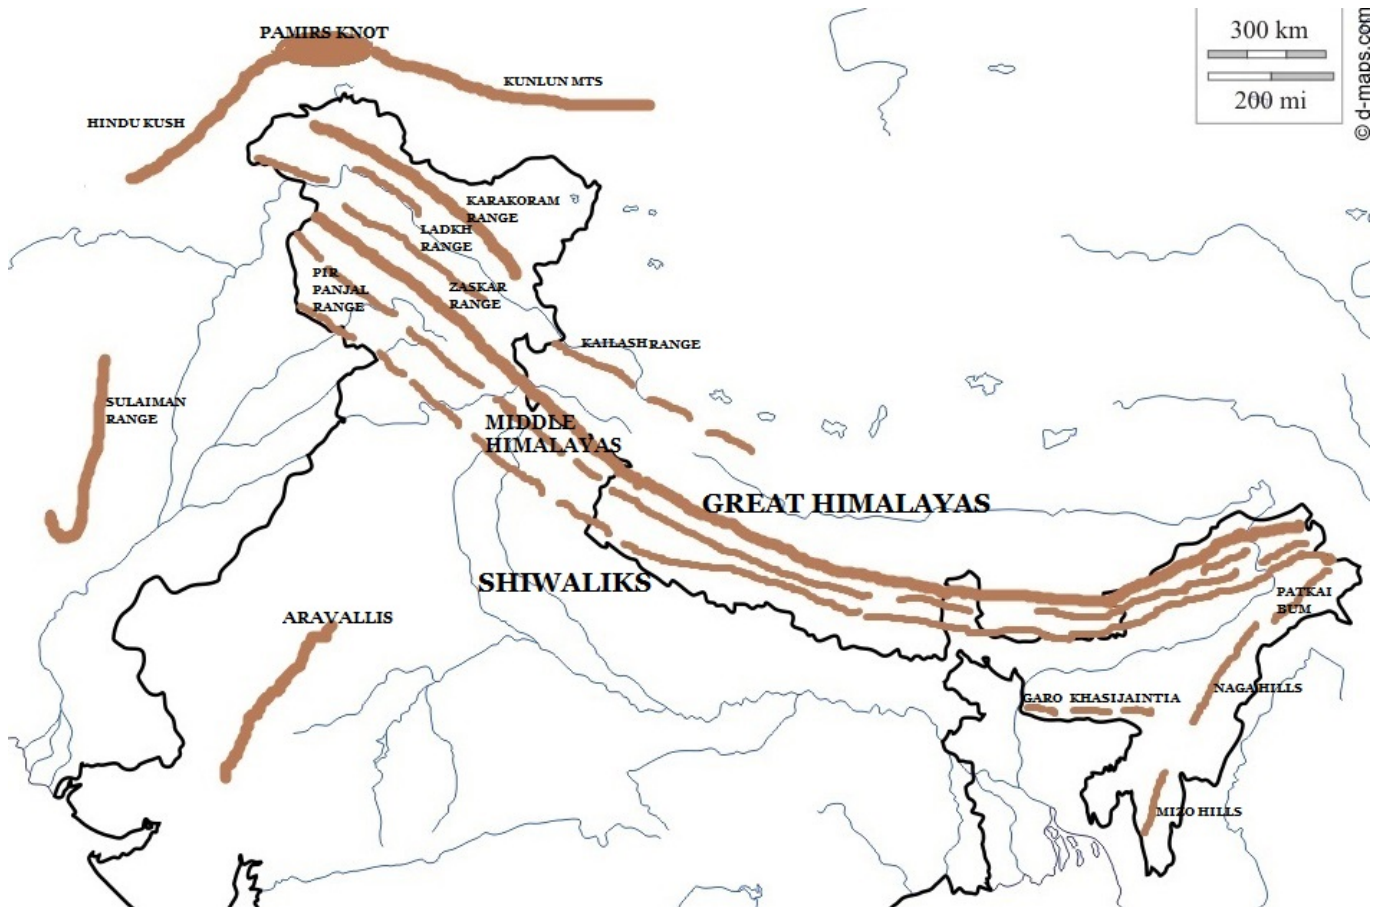 PAMIRS KNOT
300 km
200 mi
© d-maps.com
KUNLUN MTS
HINDU KUSH
KARAKORAM
RANGE
LADKH
RANGE
PIR
PANJAL
RANGE
ZASKAR
RANGE
KAILASH RANGE
SULAIMAN
RANGE
MIDDLE
HIMALAYAS
GREAT HIMALAYAS
SHIWALIKS
ARAVALLIS
PATKAI
BUM
NAGA HILLS
GARO KHASI JAINTIA
MIZO HILLS